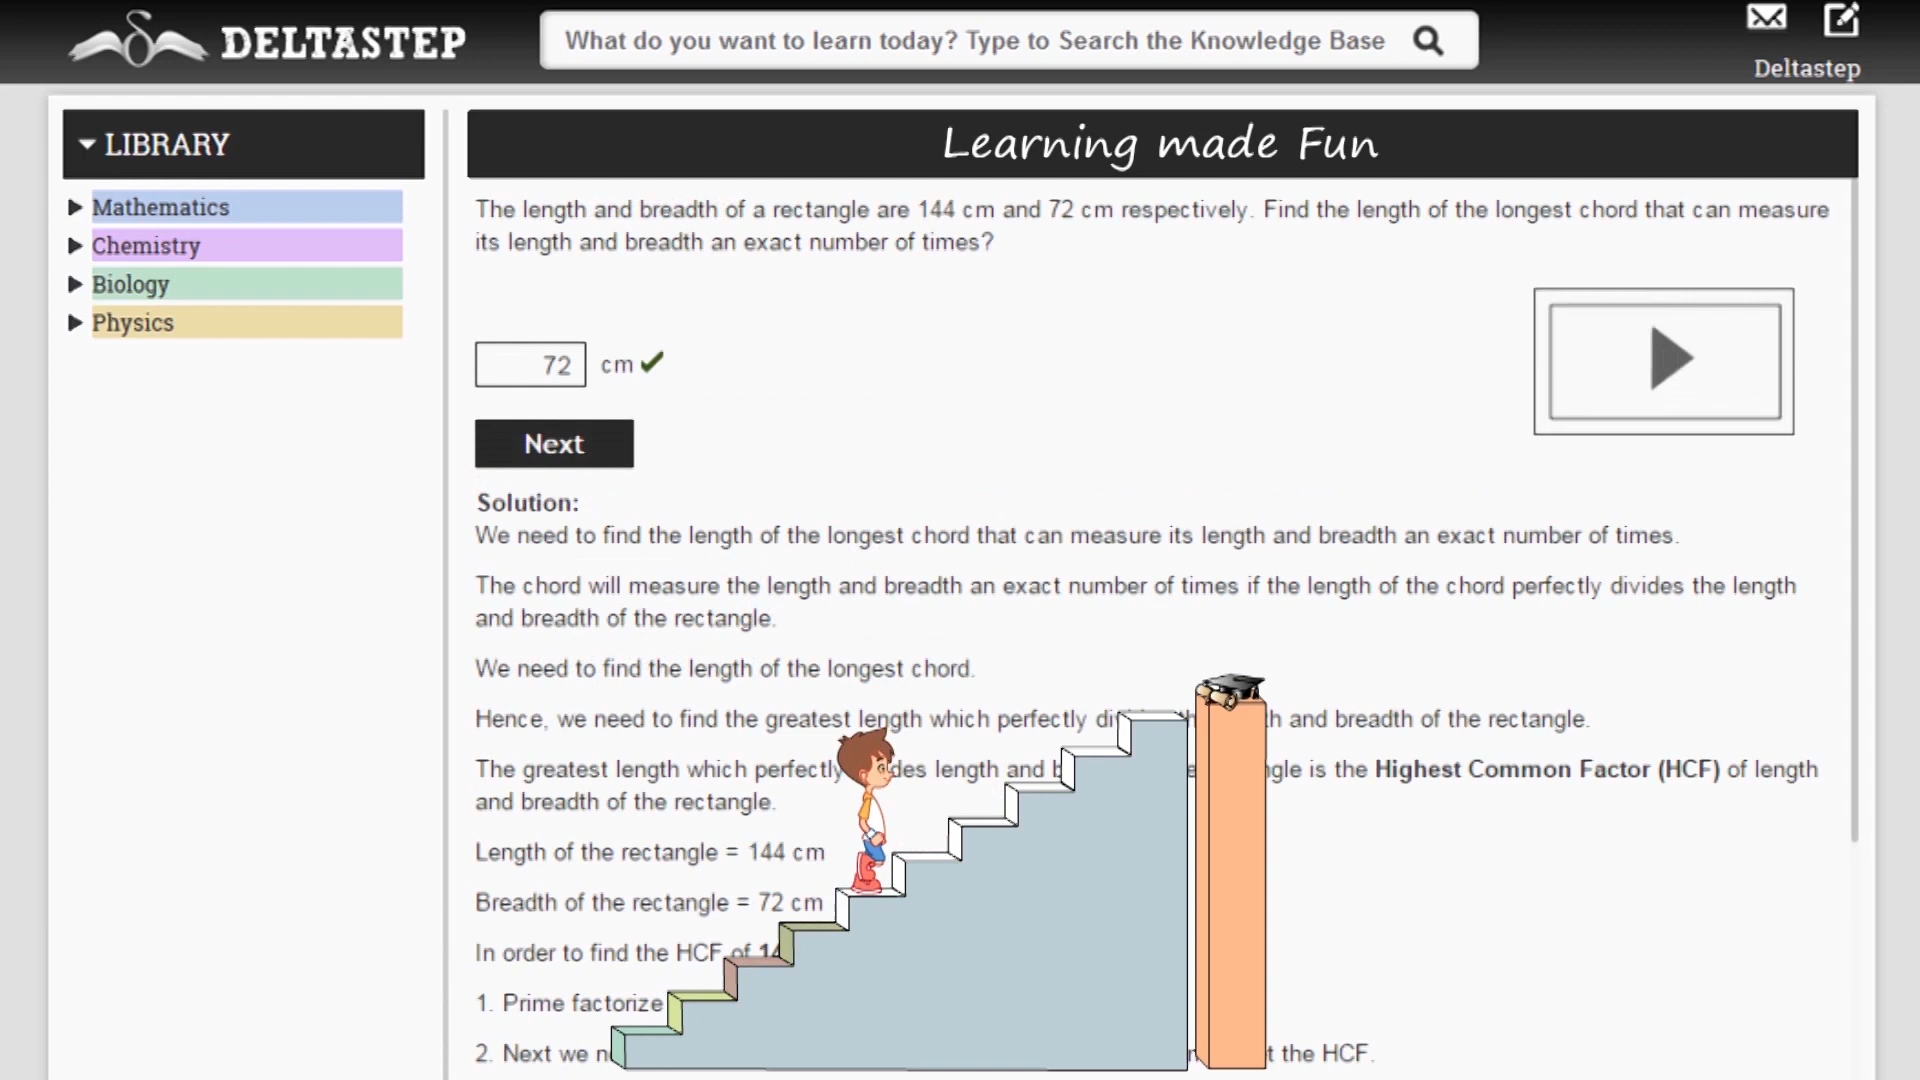 DELTASTEP
What do you want to learn today? Type to Search the Knowledge Base
Deltastep
LIBRARY
Mathematics
Chemistry
Biology
Physics
Learning made Fun
The length and breadth of a rectangle are 144 cm and 72 cm respectively. Find the length of the longest chord that can measure
its length and breadth an exact number of times?
72 cm
Next
Solution:
We need to find the length of the longest chord that can measure its length and breadth an exact number of times.
The chord will measure the length and breadth an exact number of times if the length of the chord perfectly divides the length
and breadth of the rectangle.
We need to find the length of the longest chord.
Hence, we need to find the greatest length which perfectly and breadth of the rectangle.
The greatest length which perfectly length and is the Highest Common Factor (HCF) of length
and breadth of the rectangle.
Length of the rectangle = 144 cm
Breadth of the rectangle = 72 cm
In order to find the HCF of
1. Prime factorize
2. Next we the HCF.